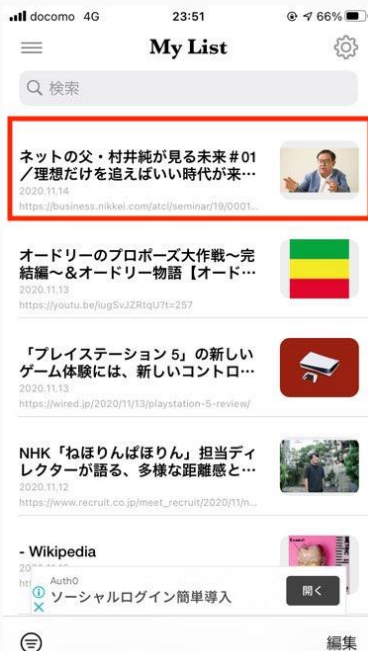 docomo 4G 23:51 66%
My List
検索
ネットの父・村井純が見る未来#01
/理想だけを追えばいい時代が来…
2020.11.14
https://business.nikkei.com/atcl/seminar/19/0001...
オードリーのプロポーズ大作戦〜完
結編〜&オードリー物語【オード…
2020.11.13
https://youtu.be/iugSvJZRtqU?t=257
「プレイステーション 5」の新しい
ゲーム体験には、新しいコントロ…
2020.11.13
https://wired.jp/2020/11/13/playstation-5-review/
NHK「ねほりんぱほりん」担当ディ
レクターが語る、多様な距離感と…
2020.11.12
https://www.recruit.co.jp/meet_recruit/2020/11/n...
- Wikipedia
Auth0
ソーシャルログイン簡単導入
開く
編集